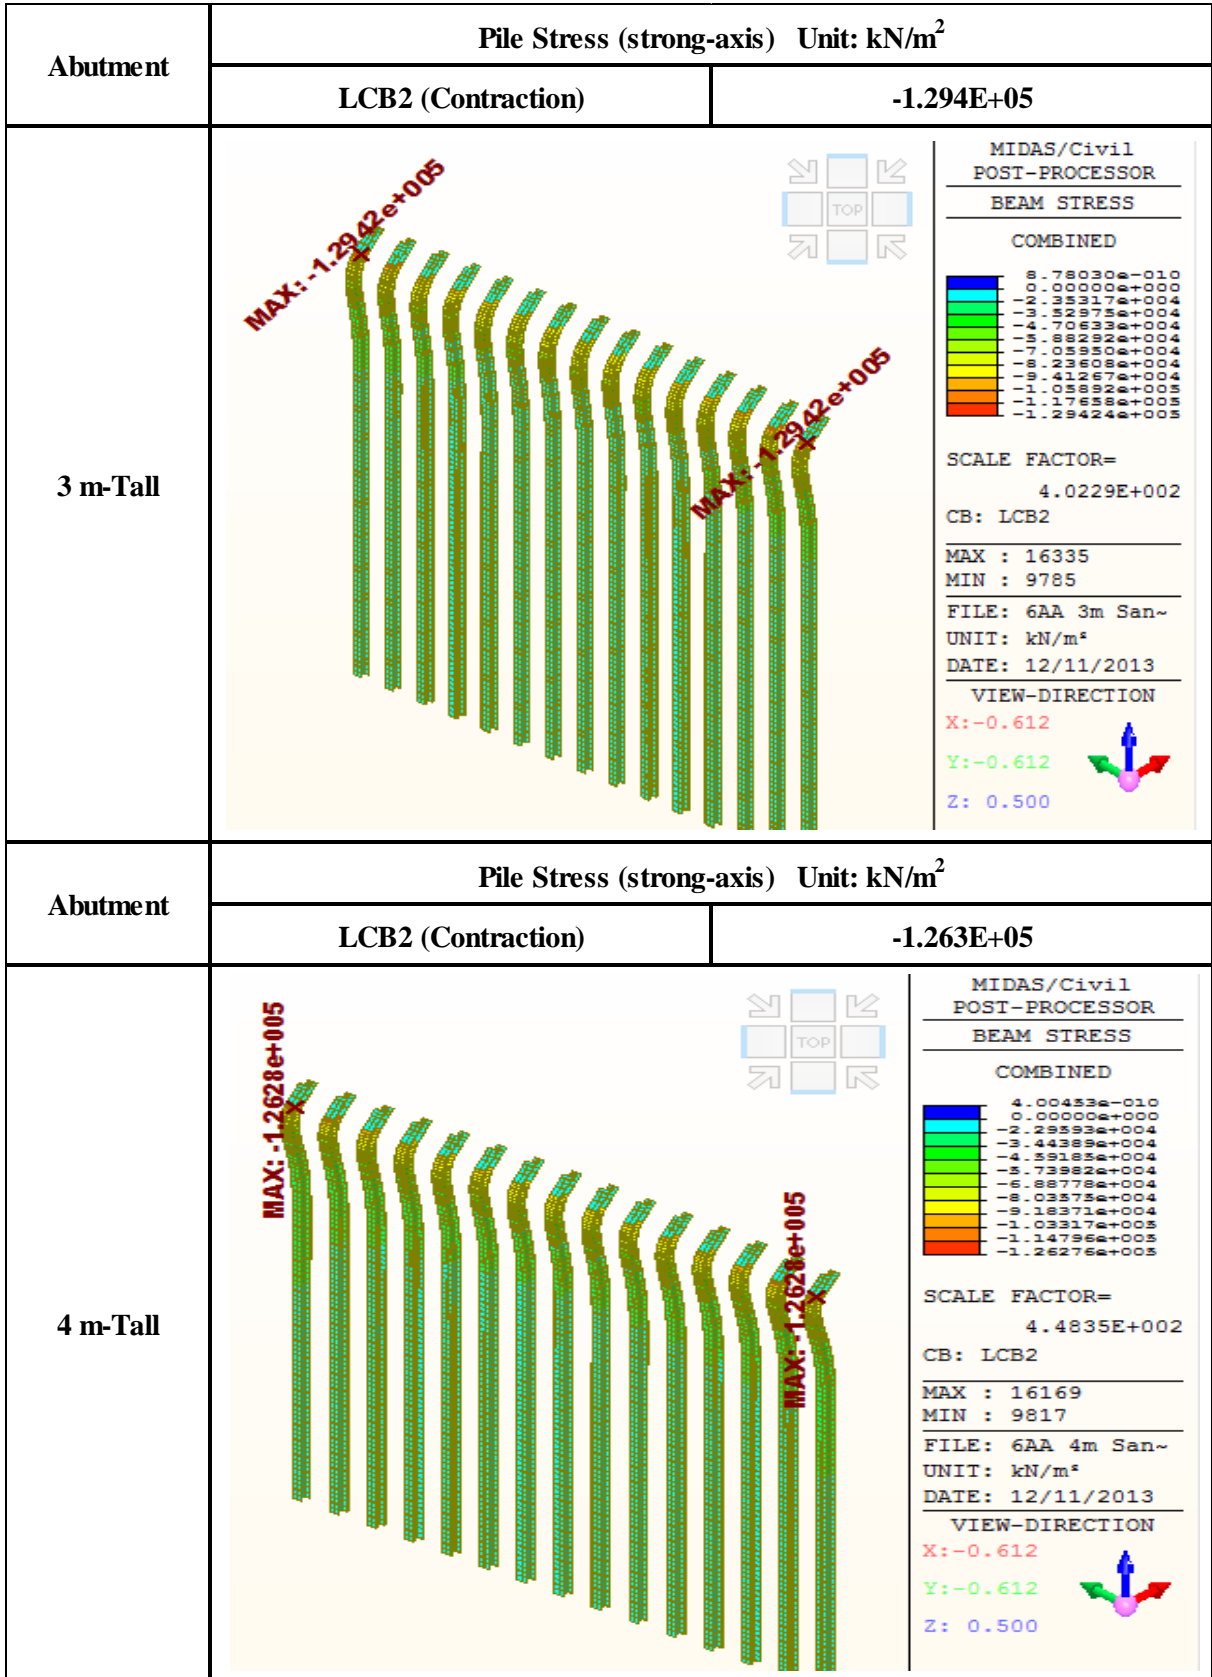 Abutment
Pile Stress (strong-axis) Unit: kN/m²
LCB2 (Contraction)
-1.294E+05
3 m-Tall
MAX: -1.2942e+005
MAX: -1.2942e+005
TOP
MIDAS/Civil
POST-PROCESSOR
BEAM STRESS
COMBINED
8.78030e-010
0.00000e+000
-2.35317e+004
-3.52975e+004
-4.70633e+004
-5.88292e+004
-7.05950e+004
-8.23608e+004
-9.41267e+004
-1.05892e+005
-1.17658e+005
-1.29424e+005
SCALE FACTOR=
4.0229E+002
CB: LCB2
MAX : 16335
MIN : 9785
FILE: 6AA 3m San~
UNIT: kN/m²
DATE: 12/11/2013
VIEW-DIRECTION
X:-0.612
Y:-0.612
Z: 0.500
Abutment
Pile Stress (strong-axis) Unit: kN/m²
LCB2 (Contraction)
-1.263E+05
4 m-Tall
MAX: -1.2628e+005
MAX: -1.2628e+005
TOP
MIDAS/Civil
POST-PROCESSOR
BEAM STRESS
COMBINED
4.00453e-010
0.00000e+000
-2.29593e+004
-3.44389e+004
-4.59185e+004
-5.73982e+004
-6.88778e+004
-8.03575e+004
-9.18371e+004
-1.03317e+005
-1.14796e+005
-1.26276e+005
SCALE FACTOR=
4.4835E+002
CB: LCB2
MAX : 16169
MIN : 9817
FILE: 6AA 4m San~
UNIT: kN/m²
DATE: 12/11/2013
VIEW-DIRECTION
X:-0.612
Y:-0.612
Z: 0.500